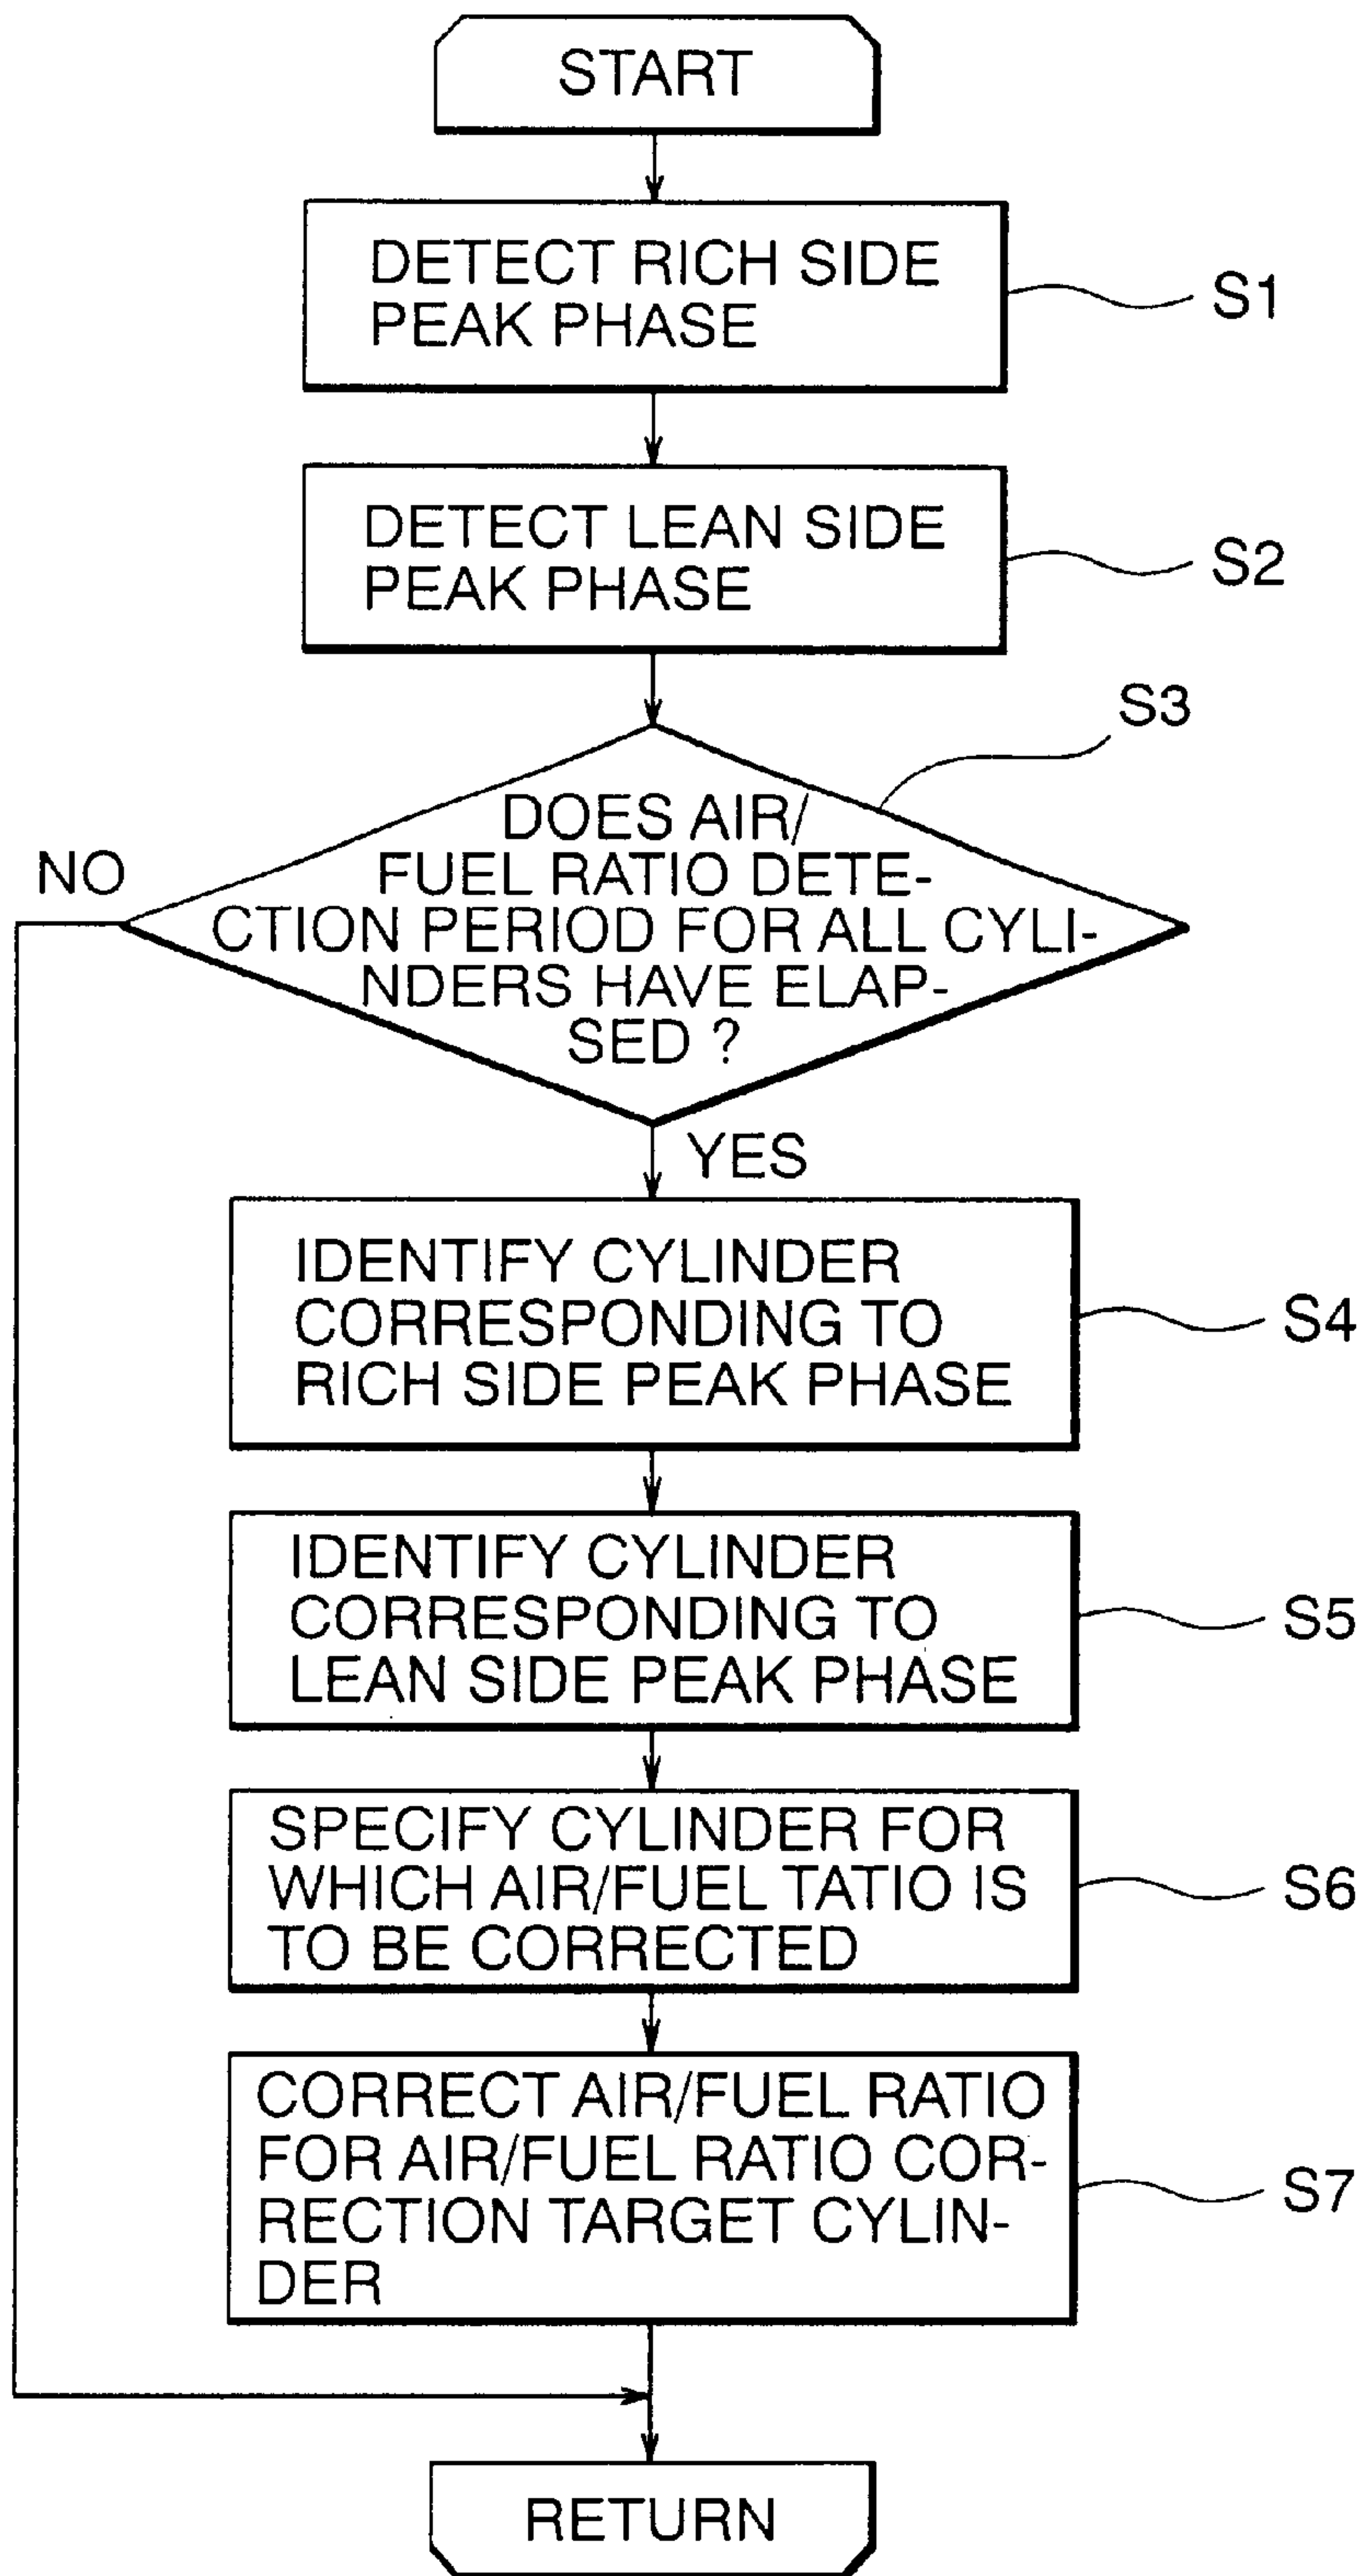 START
DETECT RICH SIDE
PEAK PHASE
S1
DETECT LEAN SIDE
PEAK PHASE
S2
S3
DOES AIR/
FUEL RATIO DETE-
CTION PERIOD FOR ALL CYLI-
NDERS HAVE ELAP-
SED ?
NO
YES
IDENTIFY CYLINDER
CORRESPONDING TO
RICH SIDE PEAK PHASE
S4
IDENTIFY CYLINDER
CORRESPONDING TO
LEAN SIDE PEAK PHASE
S5
SPECIFY CYLINDER FOR
WHICH AIR/FUEL TATIO IS
TO BE CORRECTED
S6
CORRECT AIR/FUEL RATIO
FOR AIR/FUEL RATIO COR-
RECTION TARGET CYLIN-
DER
S7
RETURN